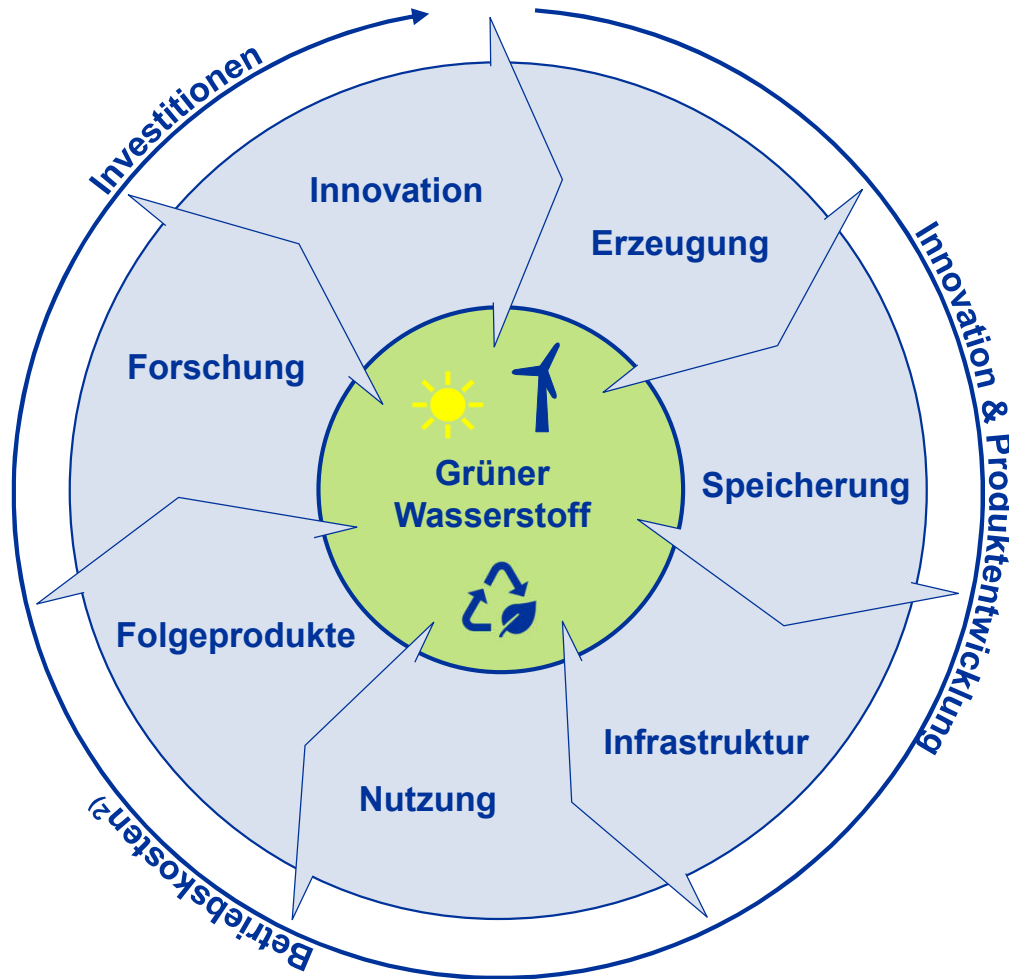 Investitionen
Innovation & Produktentwicklung
Betriebskosten²⁾
Innovation
Erzeugung
Speicherung
Infrastruktur
Nutzung
Folgeprodukte
Forschung
Grüner
Wasserstoff